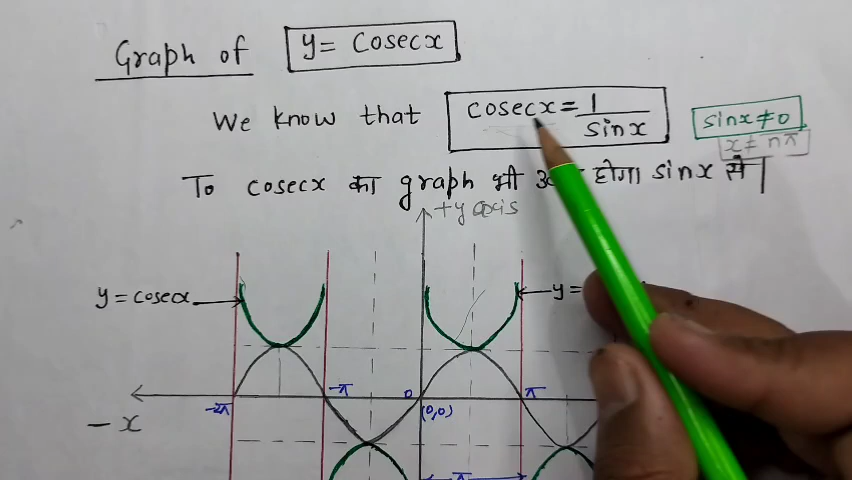 Graph of y = Cosecx
We know that cosecx = 1/sinx sinx ≠ 0
x ≠ nπ
To cosecx का graph भी होगा sinx से।
+y axis
y = cosecx y =
-2π -π 0 π
(0,0)
-x
π